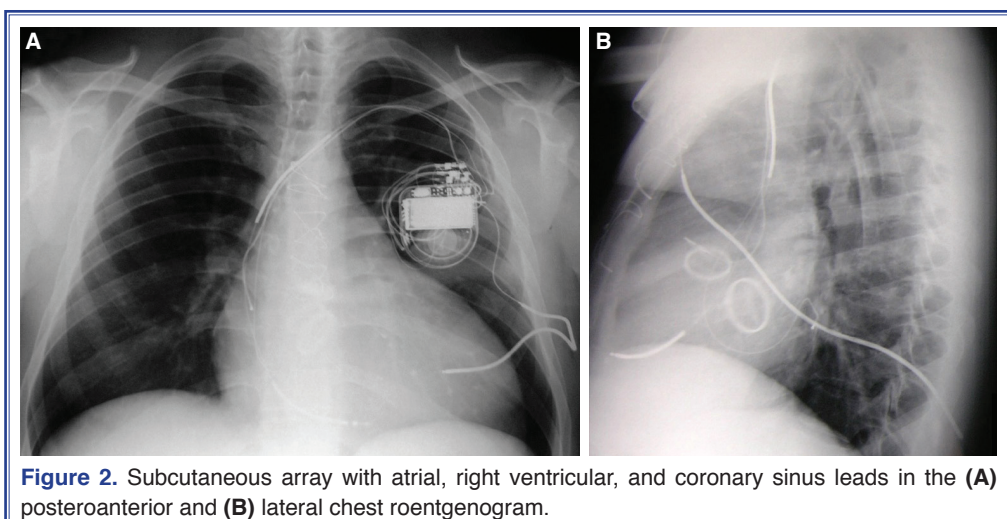 A
B
Figure 2. Subcutaneous array with atrial, right ventricular, and coronary sinus leads in the (A)
posteroanterior and (B) lateral chest roentgenogram.